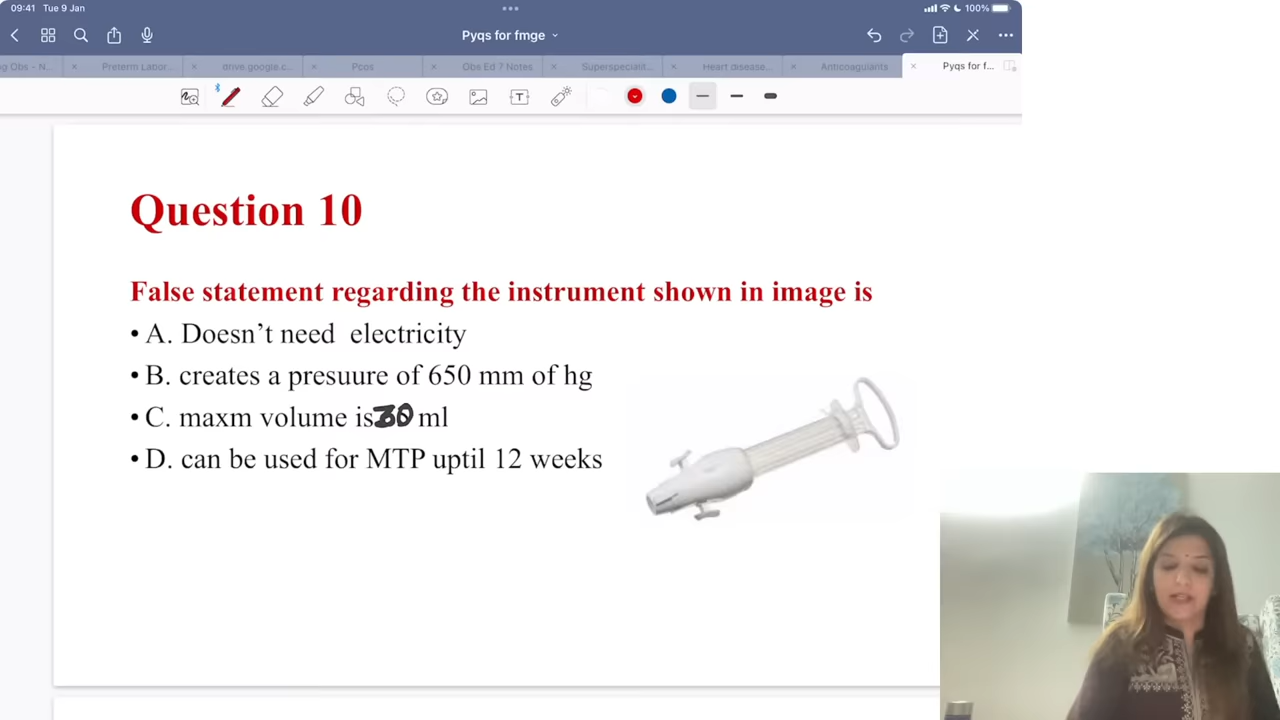 09:41 Tue 9 Jan
100%
Pyqs for fmge
g Obs - N.
Preterm Labor...
drive.google.c...
Pcos
Obs Ed 7 Notes
Superspecialit...
Heart disease...
Anticoagulants
Pyqs for f...
T
Question 10
False statement regarding the instrument shown in image is
• A. Doesn’t need electricity
• B. creates a presuure of 650 mm of hg
• C. maxm volume is 30 ml
• D. can be used for MTP uptil 12 weeks